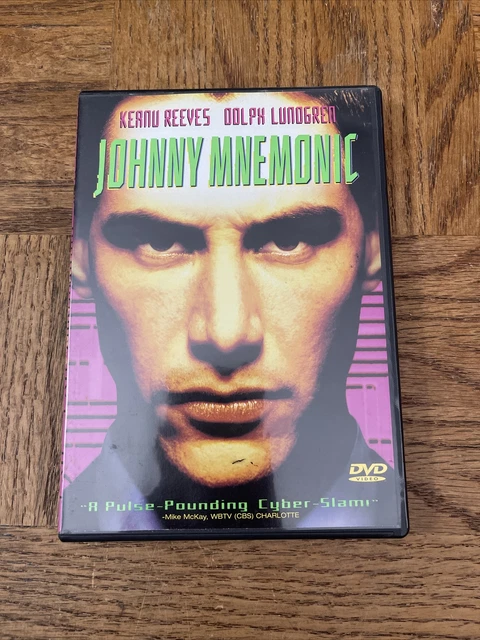 KEANU REEVES DOLPH LUNDGREN
JOHNNY MNEMONIC
DVD
VIDEO
"A Pulse-Pounding Cyber-Slam!"
-Mike McKay, WBTV (CBS) CHARLOTTE